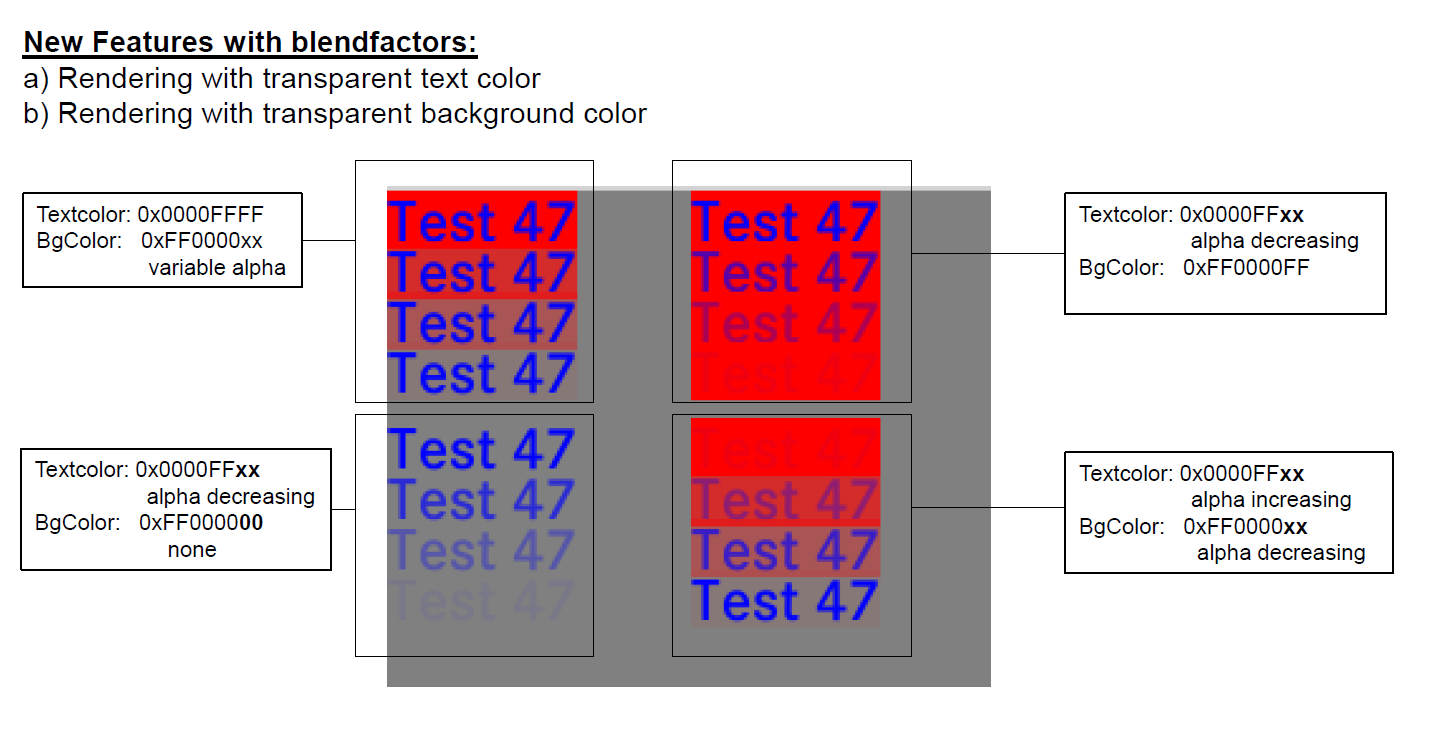 New Features with blendfactors:
a) Rendering with transparent text color
b) Rendering with transparent background color
Textcolor: 0x0000FFFF
BgColor: 0xFF0000xx
variable alpha
Test 47
Test 47
Test 47
Test 47
Test 47
Test 47
Test 47
Test 47
Textcolor: 0x0000FFxx
alpha decreasing
BgColor: 0xFF0000FF
Textcolor: 0x0000FFxx
alpha decreasing
BgColor: 0xFF000000
none
Test 47
Test 47
Test 47
Test 47
Test 47
Test 47
Test 47
Test 47
Textcolor: 0x0000FFxx
alpha increasing
BgColor: 0xFF0000xx
alpha decreasing